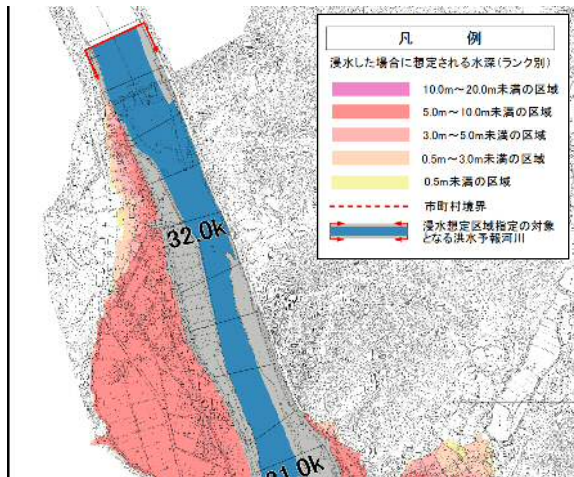 凡 例
浸水した場合に想定される水深(ランク別)
10.0m～20.0m未満の区域
5.0m～10.0m未満の区域
3.0m～5.0m未満の区域
0.5m～3.0m未満の区域
0.5m未満の区域
市町村境界
浸水想定区域指定の対象
となる洪水予報河川
32.0k
31.0k